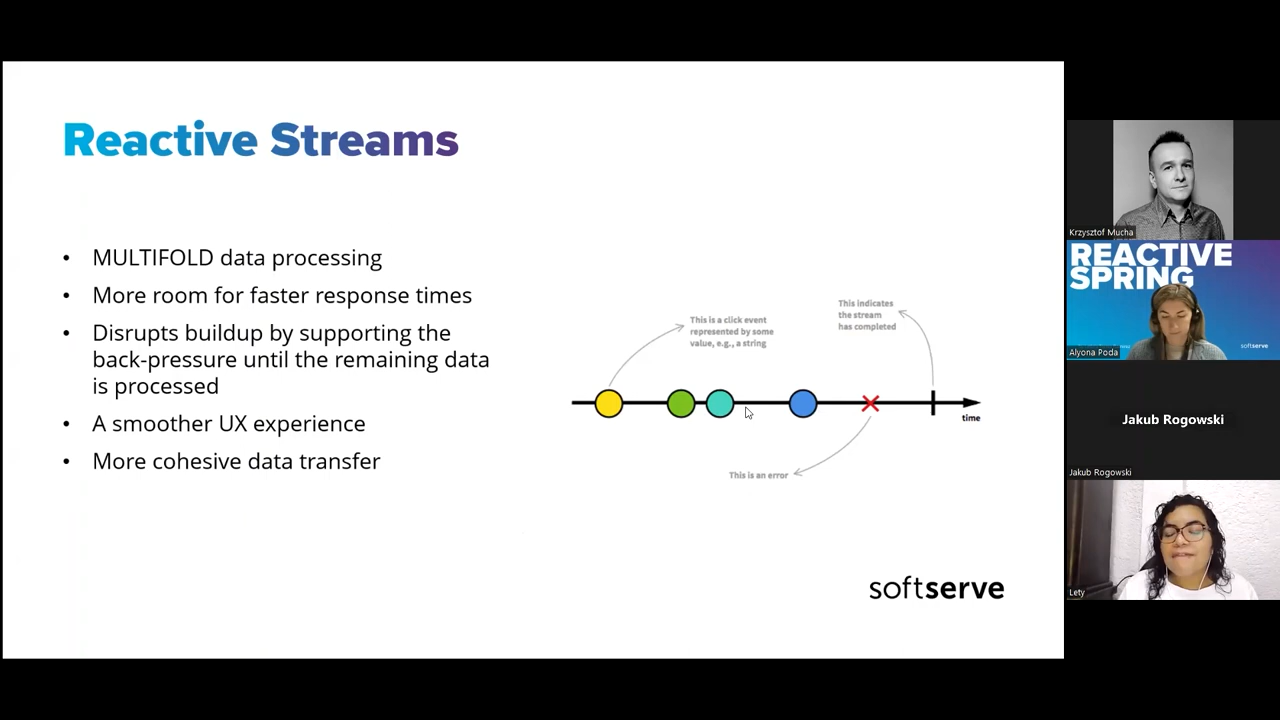 Reactive Streams
• MULTIFOLD data processing
• More room for faster response times
• Disrupts buildup by supporting the
back-pressure until the remaining data
is processed
• A smoother UX experience
• More cohesive data transfer
This is a click event
represented by some
value, e.g., a string
This indicates
the stream
has completed
time
This is an error
softserve
Krzysztof Mucha
REACTIVE
SPRING
softserve
Alyona Poda
Jakub Rogowski
Jakub Rogowski
Lety